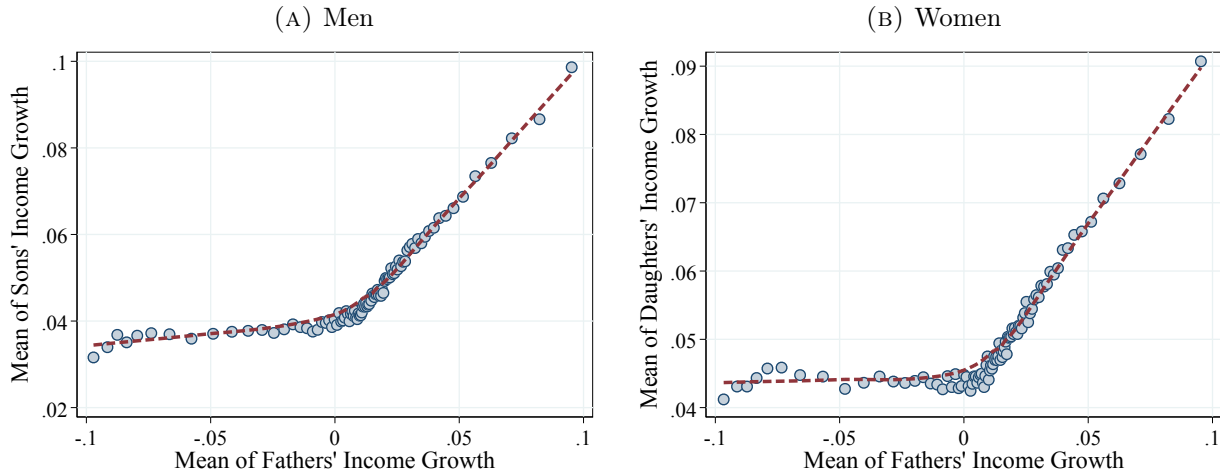 (A) Men
Mean of Sons' Income Growth
.1
.08
.06
.04
.02
-.1 -.05 0 .05 .1
Mean of Fathers' Income Growth
(B) Women
Mean of Daughters' Income Growth
.09
.08
.07
.06
.05
.04
-.1 -.05 0 .05 .1
Mean of Fathers' Income Growth